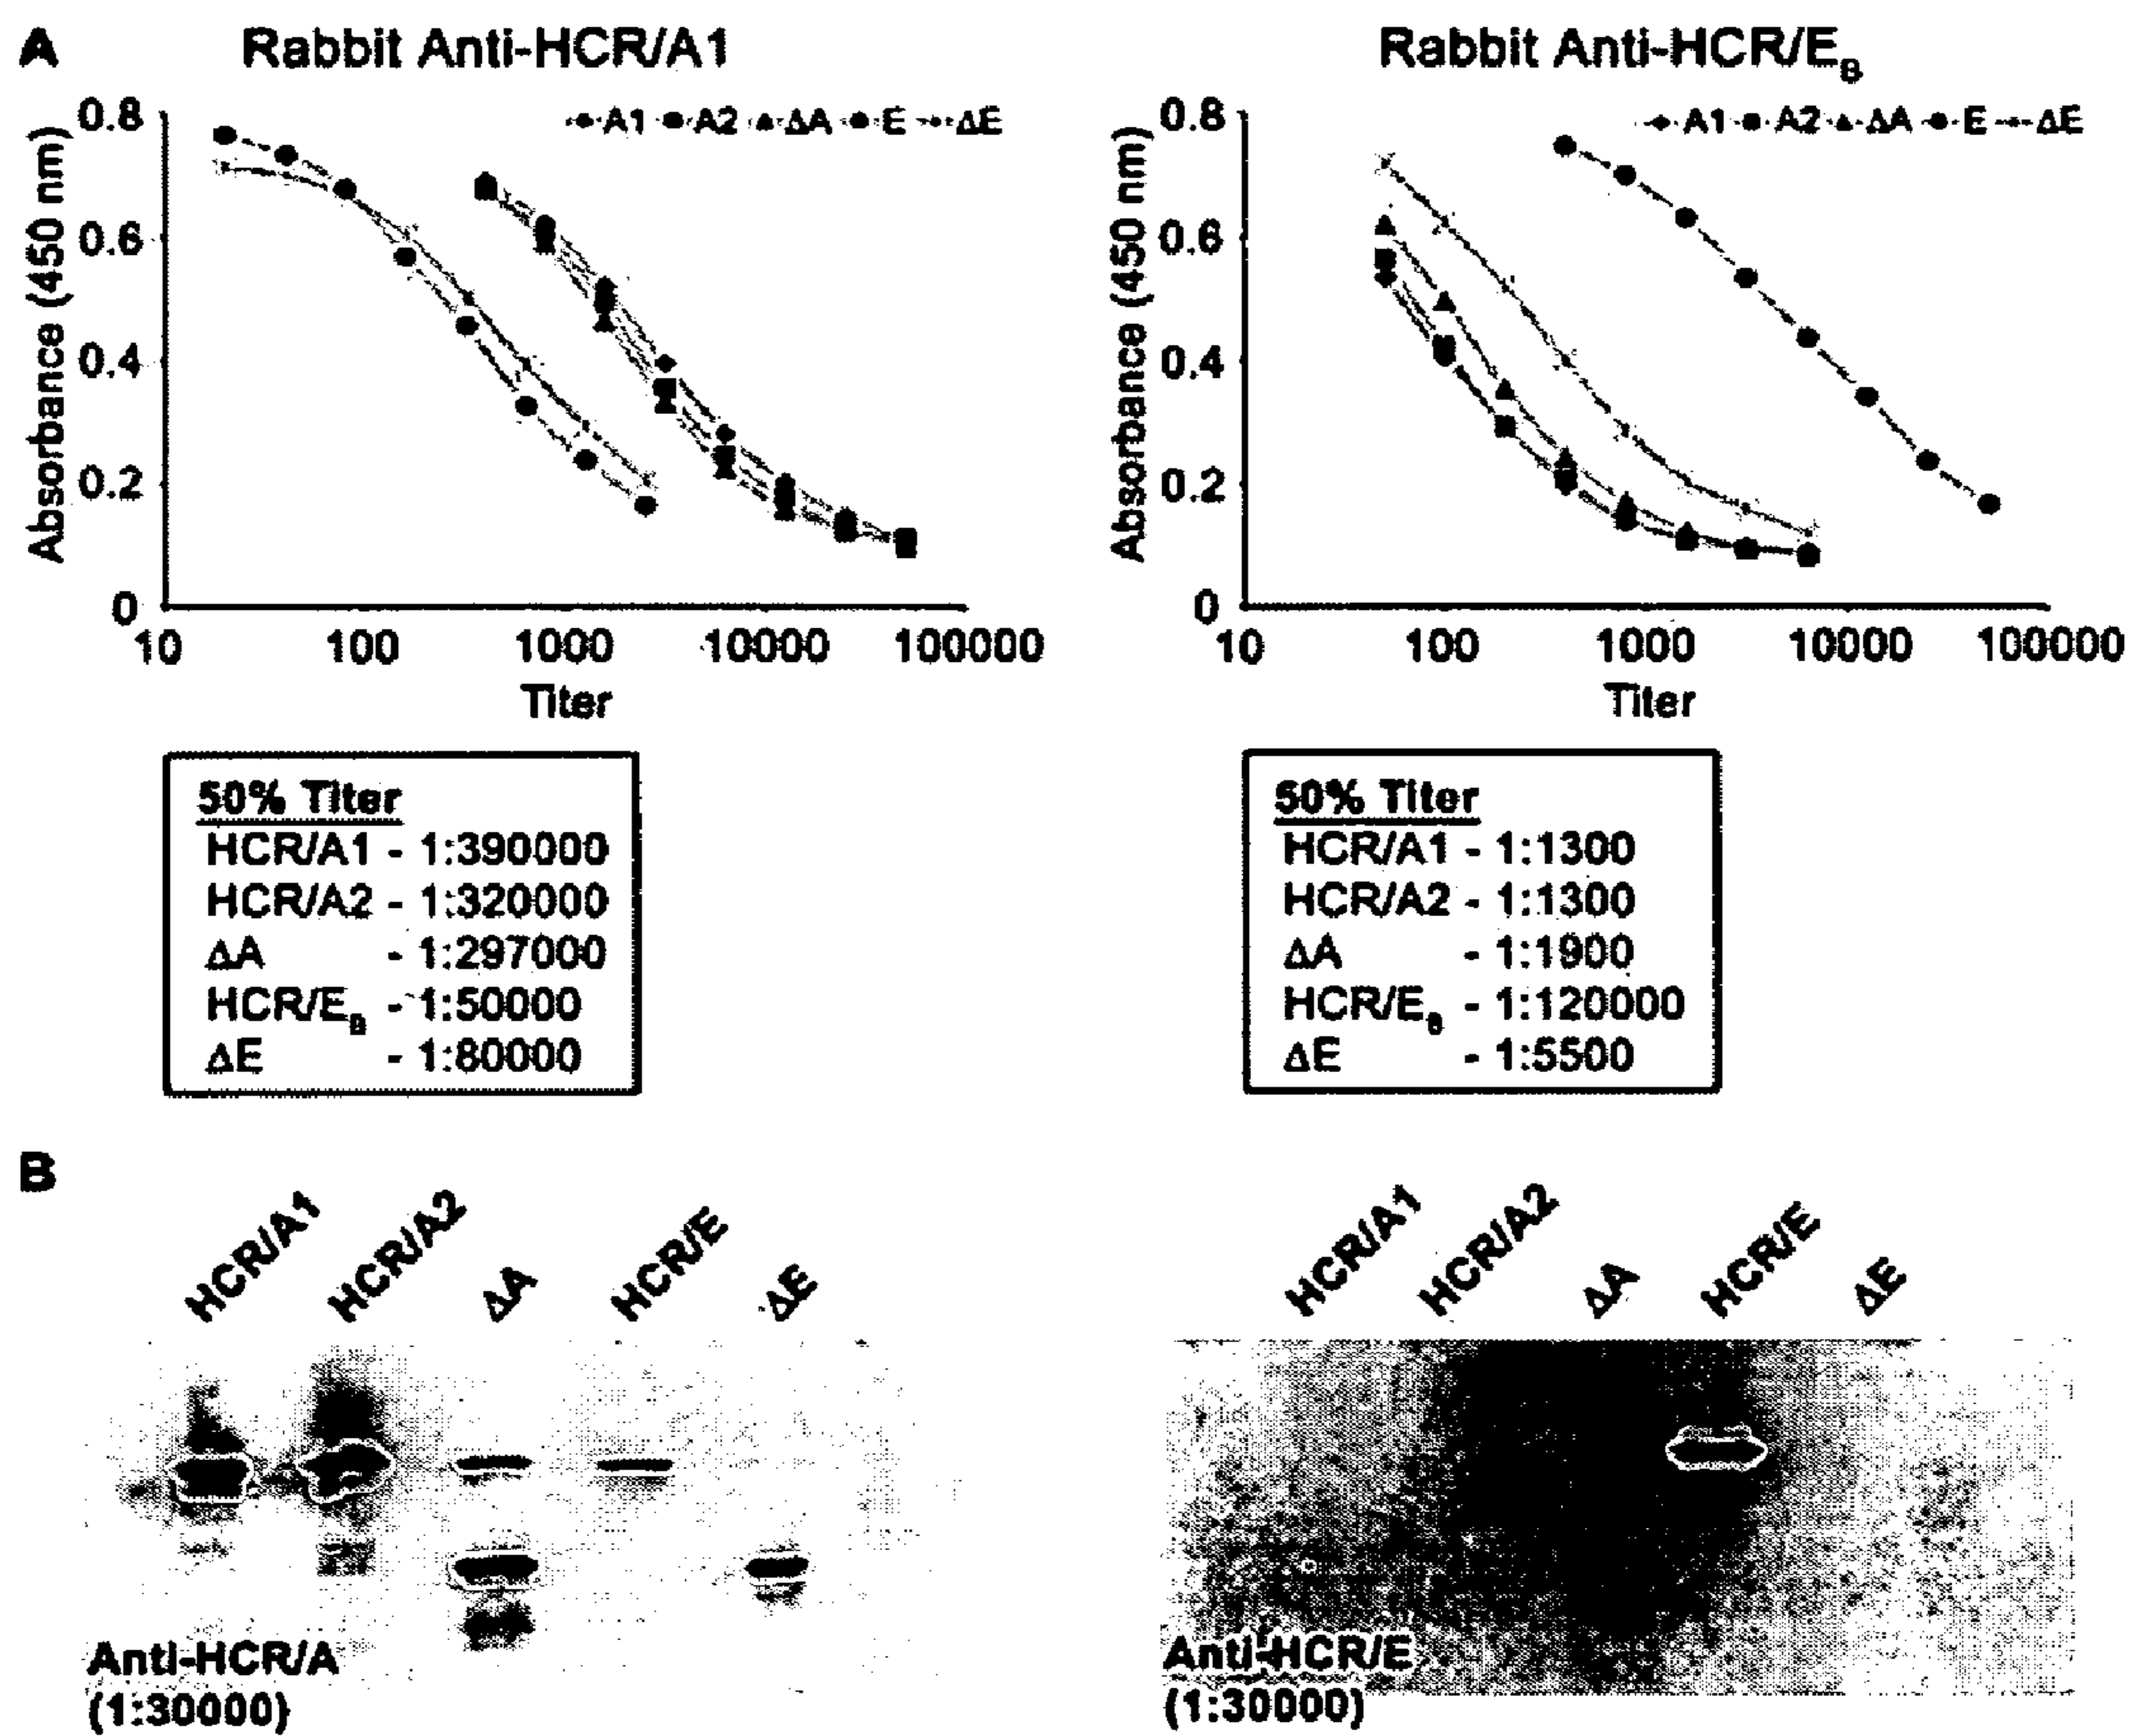 A
Rabbit Anti-HCR/A1
0.8
0.6
0.4
0.2
0
Absorbance (450 nm)
A1 A2 ΔA E ΔE
10 100 1000 10000 100000
Titer
50% Titer
HCR/A1 - 1:390000
HCR/A2 - 1:320000
ΔA - 1:297000
HCR/EB - 1:50000
ΔE - 1:80000
Rabbit Anti-HCR/EB
0.8
0.6
0.4
0.2
0
Absorbance (450 nm)
A1 A2 ΔA E ΔE
10 100 1000 10000 100000
Titer
50% Titer
HCR/A1 - 1:1300
HCR/A2 - 1:1300
ΔA - 1:1900
HCR/EB - 1:120000
ΔE - 1:5500
B
HCR/A1
HCR/A2
ΔA
HCR/E
ΔE
Anti-HCR/A
(1:30000)
HCR/A1
HCR/A2
ΔA
HCR/E
ΔE
Anti-HCR/E
(1:30000)